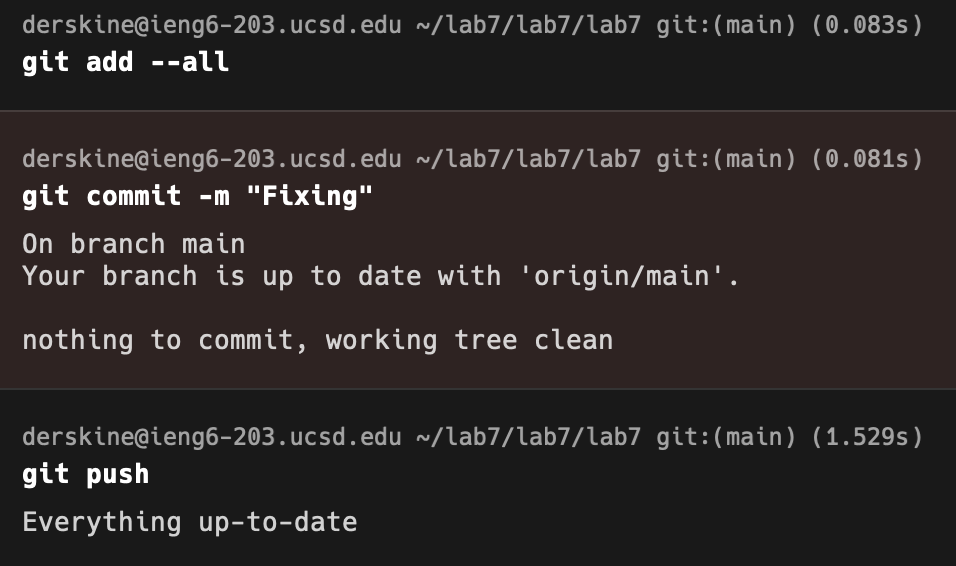 derskine@ieng6-203.ucsd.edu ~/lab7/lab7/lab7 git:(main) (0.083s)
git add --all
derskine@ieng6-203.ucsd.edu ~/lab7/lab7/lab7 git:(main) (0.081s)
git commit -m "Fixing"
On branch main
Your branch is up to date with 'origin/main'.
nothing to commit, working tree clean
derskine@ieng6-203.ucsd.edu ~/lab7/lab7/lab7 git:(main) (1.529s)
git push
Everything up-to-date